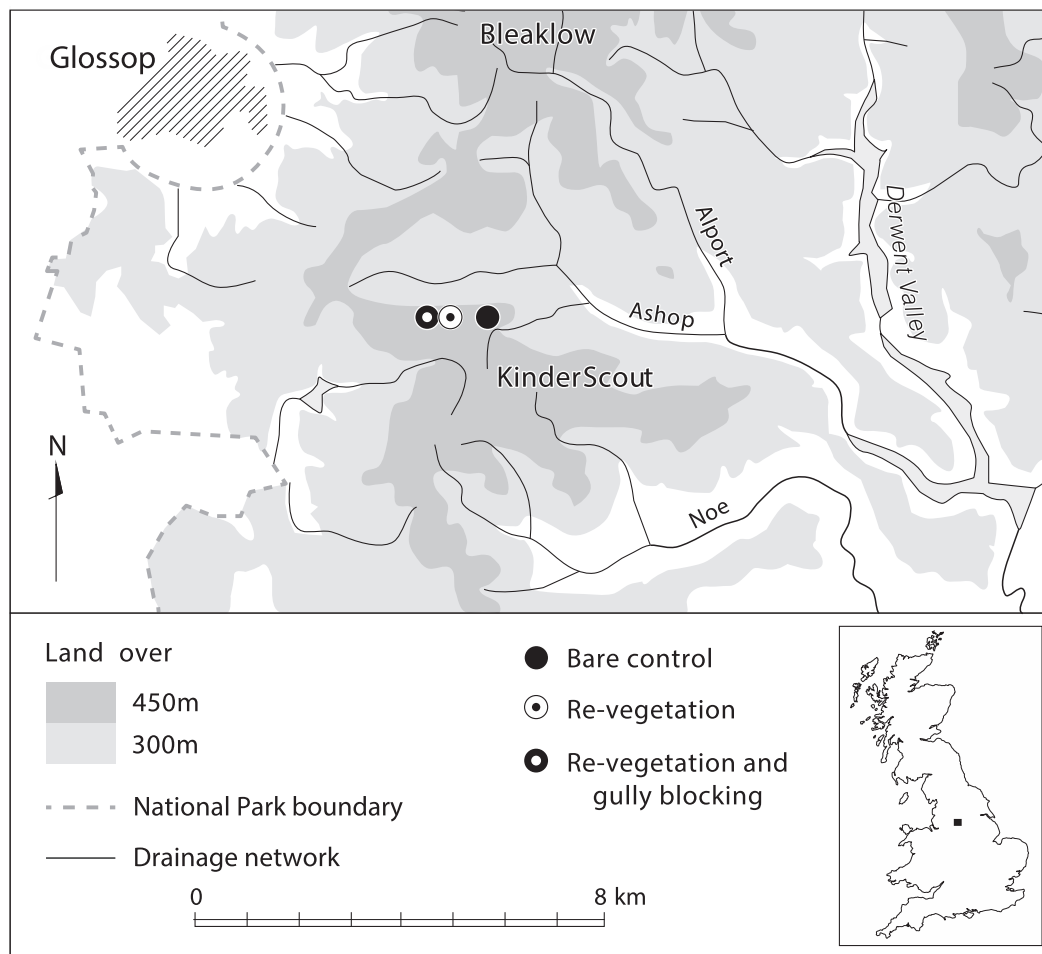 Bleaklow
Glossop
Derwent Valley
Alport
Ashop
KinderScout
N
Noe
Land over
450m
300m
National Park boundary
Drainage network
Bare control
Re-vegetation
Re-vegetation and
gully blocking
0 8 km